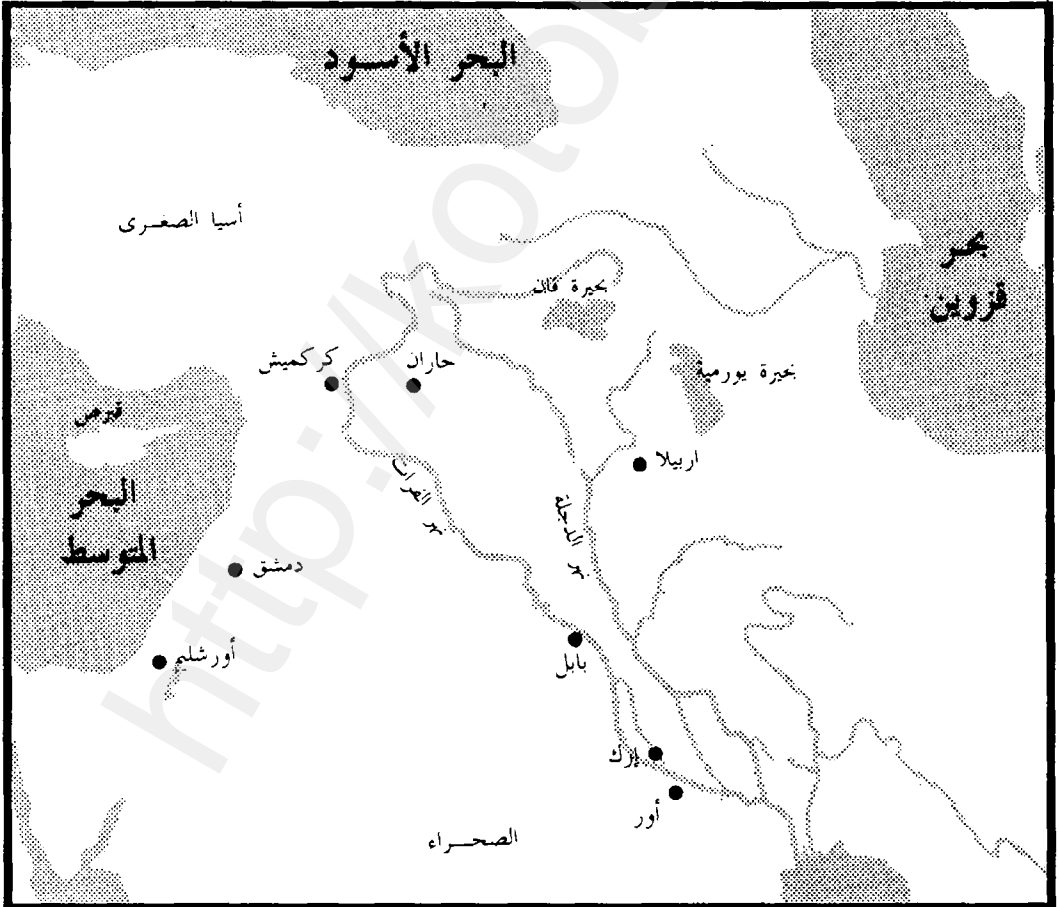 البحر الأسود
أسيا الصغرى
بحر
قزوين
بحيرة فان
كركميش
حاران
بحيرة يورمية
قبرص
اربيلا
البحر
المتوسط
نهر الفرات
نهر الدجلة
دمشق
أورشليم
بابل
إرك
أور
الصحراء